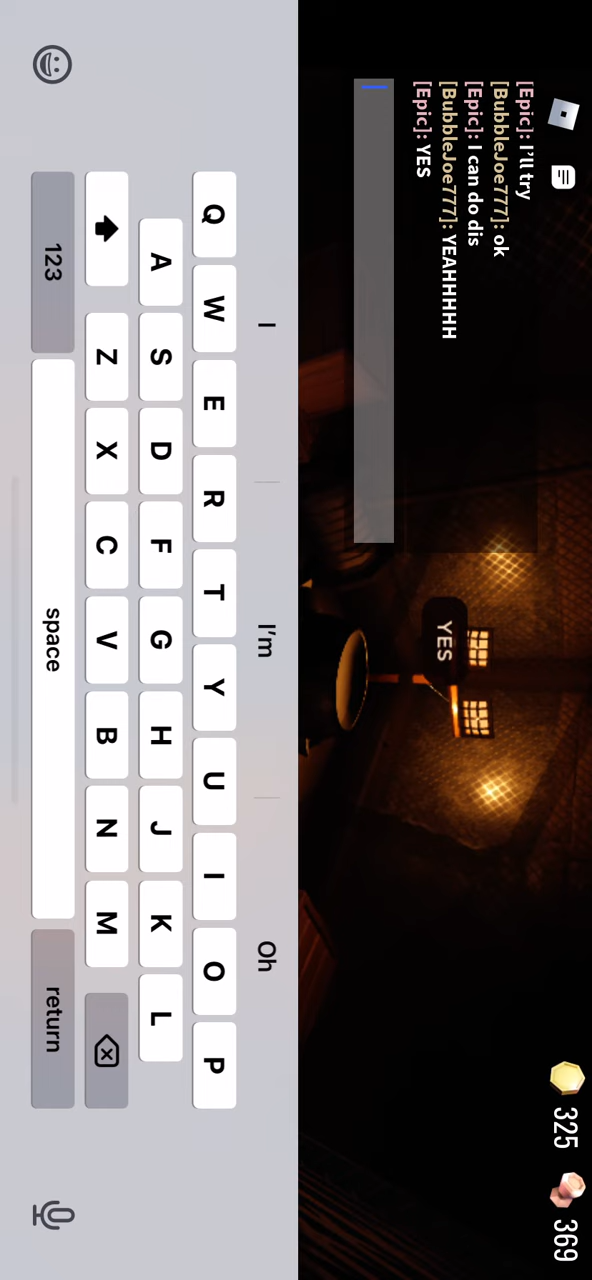 [Epic]: I'll try
[BubbleJoe777]: ok
[Epic]: I can do dis
[BubbleJoe777]: YEAHHHHH
[Epic]: YES
325
369
YES
I
I'm
Oh
Q W E R T Y U I O P
A S D F G H J K L
Z X C V B N M
123
space
return